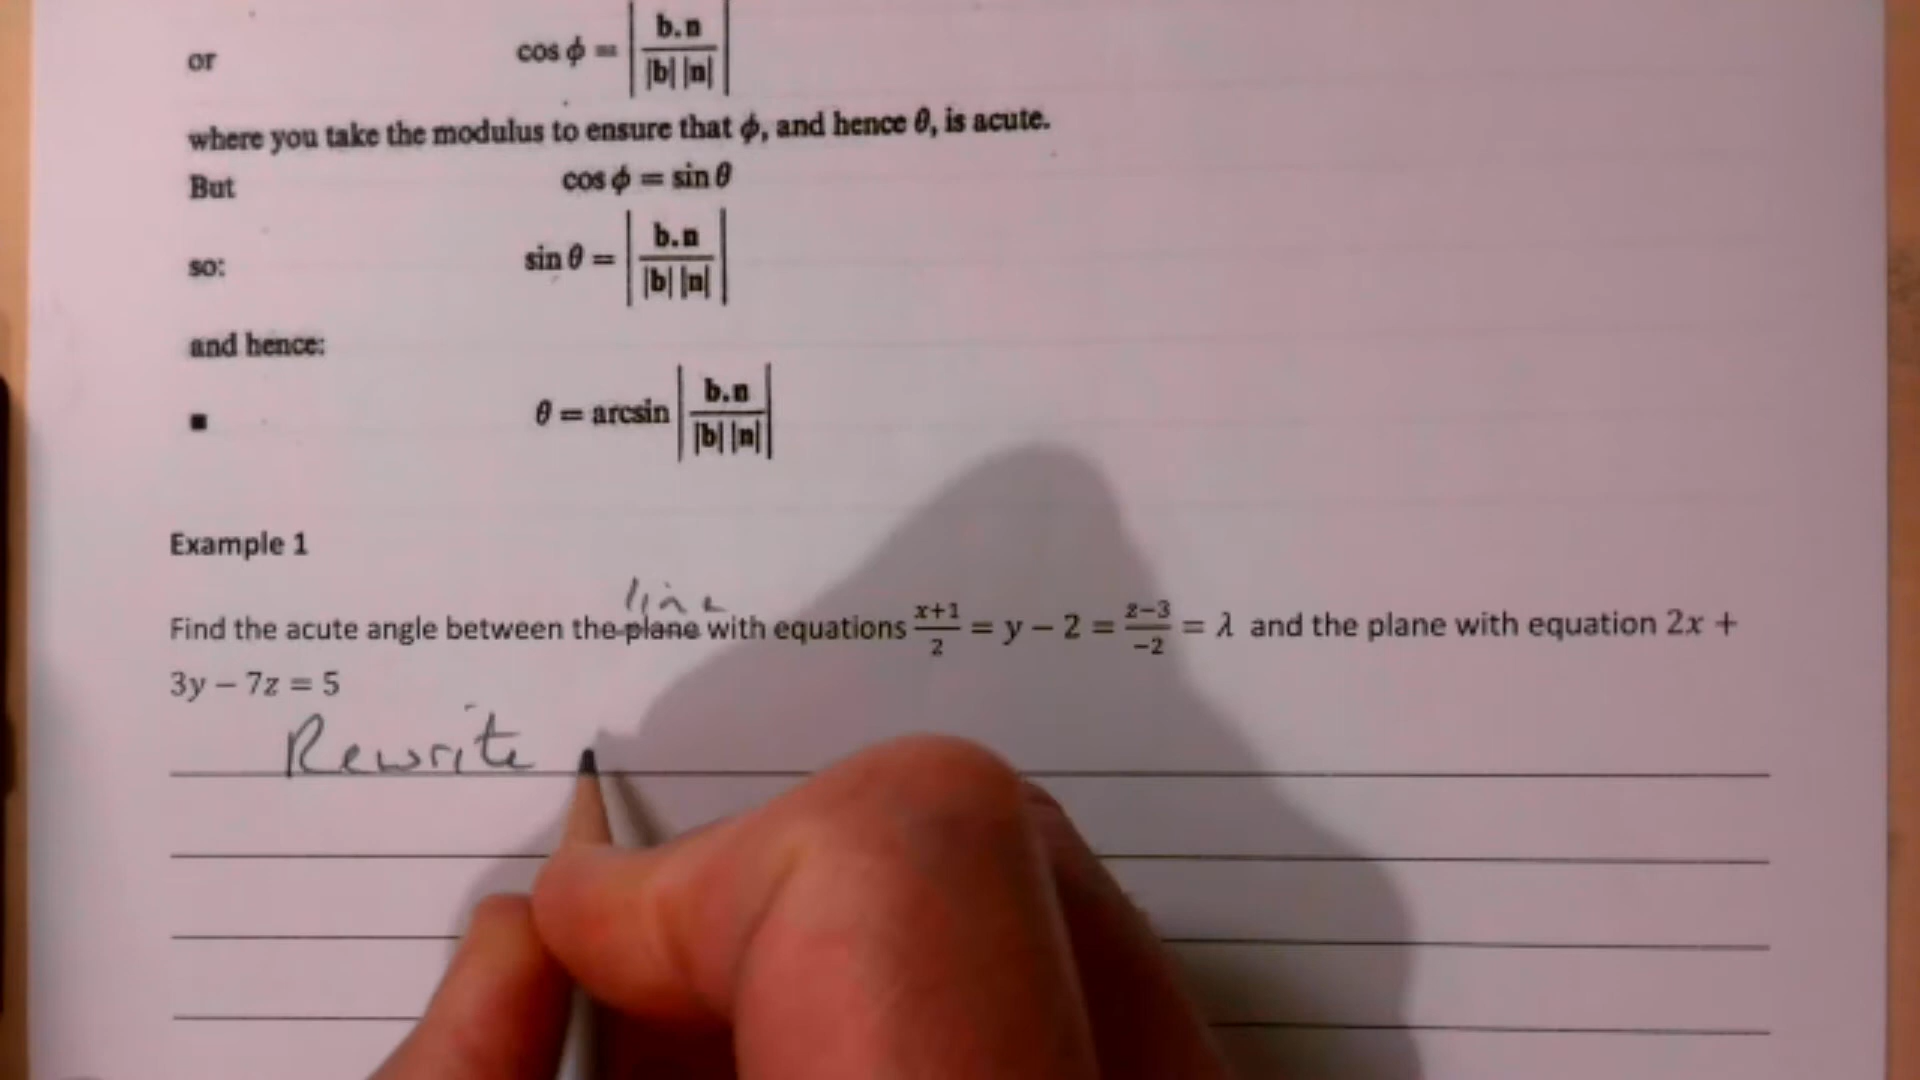 or cos ϕ = | b.n / |b| |n| |
where you take the modulus to ensure that ϕ, and hence θ, is acute.
But cos ϕ = sin θ
so: sin θ = | b.n / |b| |n| |
and hence:
■ θ = arcsin | b.n / |b| |n| |
Example 1
line
Find the acute angle between the plane with equations x+1/2 = y − 2 = z−3/−2 = λ and the plane with equation 2x +
3y − 7z = 5
Rewrite